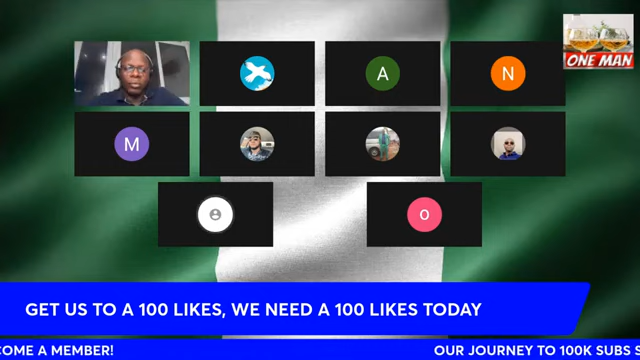 ONE MAN
A
N
M
O
GET US TO A 100 LIKES, WE NEED A 100 LIKES TODAY
COME A MEMBER!
OUR JOURNEY TO 100K SUBS S